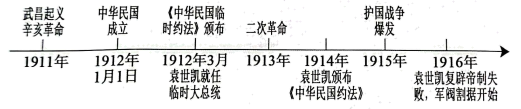 武昌起义
辛亥革命
中华民国
成立
《中华民国临
时约法》颁布
二次革命
护国战争
爆发
1911年
1912年
1月1日
1912年3月
袁世凯就任
临时大总统
1913年
1914年
袁世凯颁布
《中华民国约法》
1915年
1916年
袁世凯复辟帝制失
败，军阀割据开始